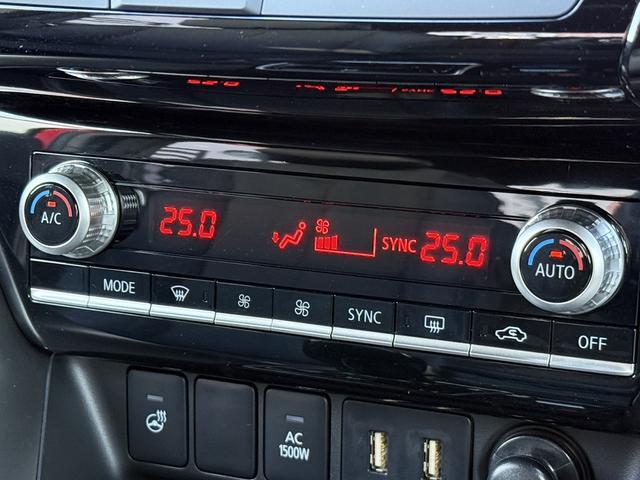 A/C
25.0
SYNC 25.0
AUTO
MODE
SYNC
OFF
AC
1500W